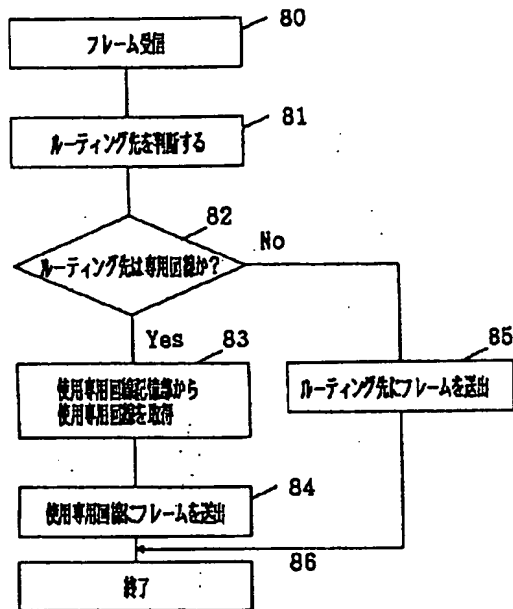 80
フレーム受信
81
ルーティング先を判断する
82
ルーティング先は専用回線か?
No
Yes
83
使用専用回線記憶部から
使用専用回線を取得
85
ルーティング先にフレームを送出
84
使用専用回線にフレームを送出
86
終了